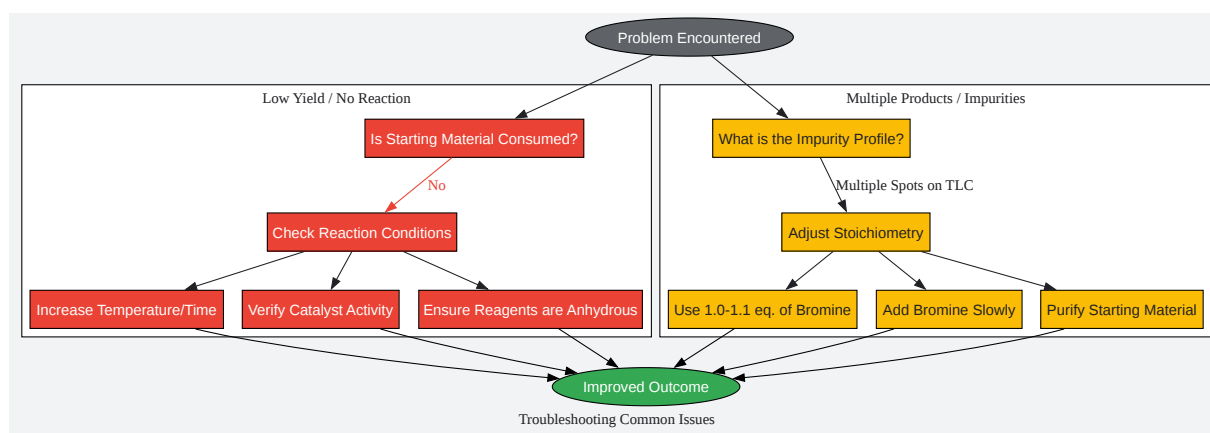 Problem Encountered
Low Yield / No Reaction
Multiple Products / Impurities
Is Starting Material Consumed?
What is the Impurity Profile?
No
Multiple Spots on TLC
Check Reaction Conditions
Adjust Stoichiometry
Increase Temperature/Time
Verify Catalyst Activity
Ensure Reagents are Anhydrous
Use 1.0-1.1 eq. of Bromine
Add Bromine Slowly
Purify Starting Material
Improved Outcome
Troubleshooting Common Issues